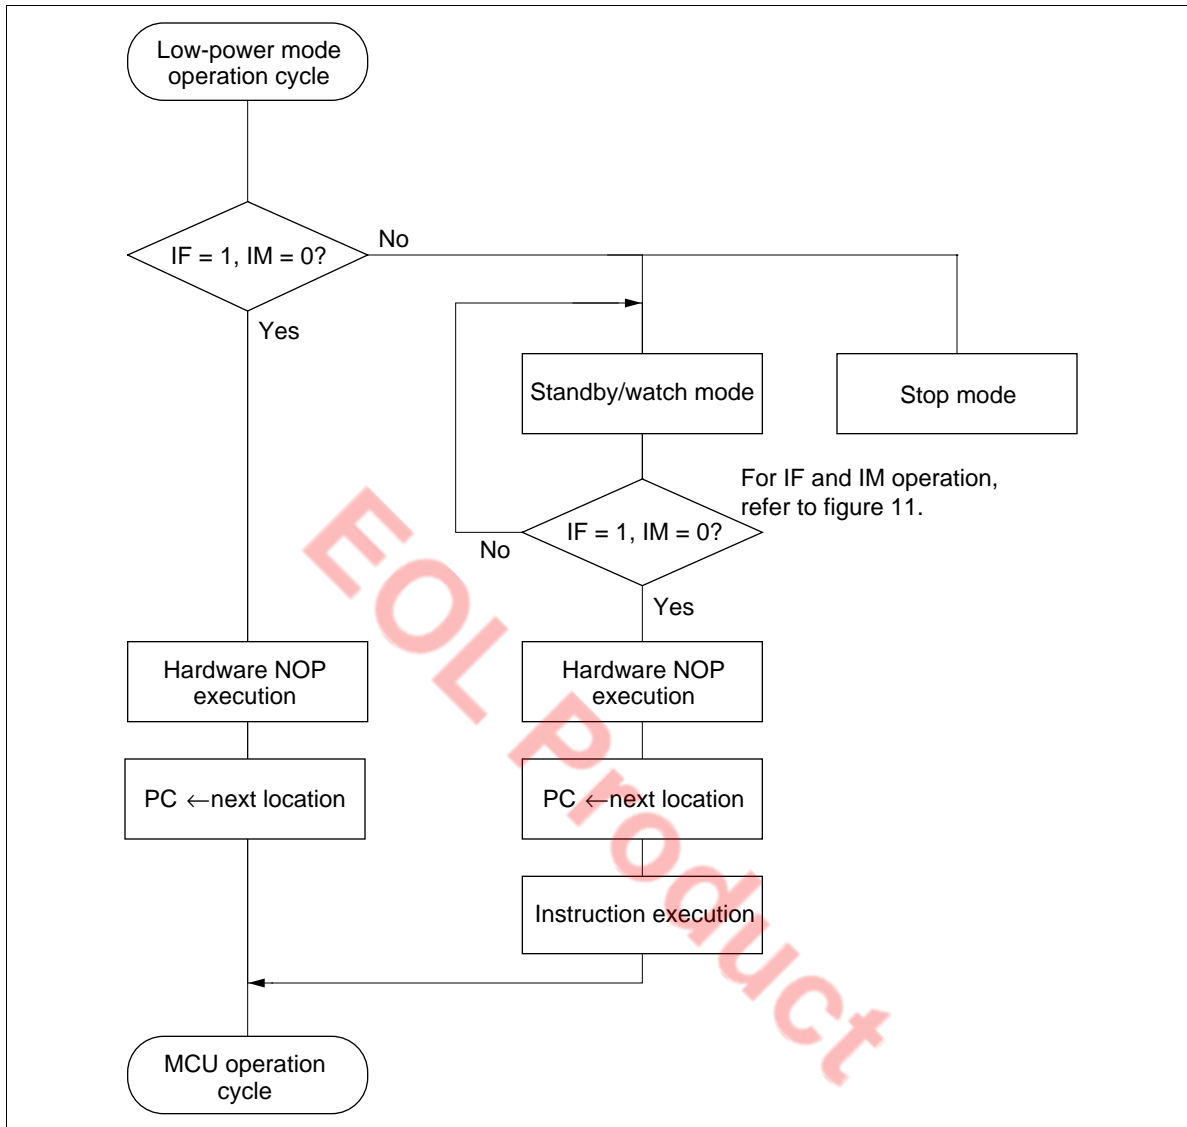 Low-power mode
operation cycle
IF = 1, IM = 0?
No
Yes
Standby/watch mode
Stop mode
For IF and IM operation,
refer to figure 11.
IF = 1, IM = 0?
No
Yes
Hardware NOP
execution
Hardware NOP
execution
PC ←next location
PC ←next location
Instruction execution
MCU operation
cycle
EOL Product